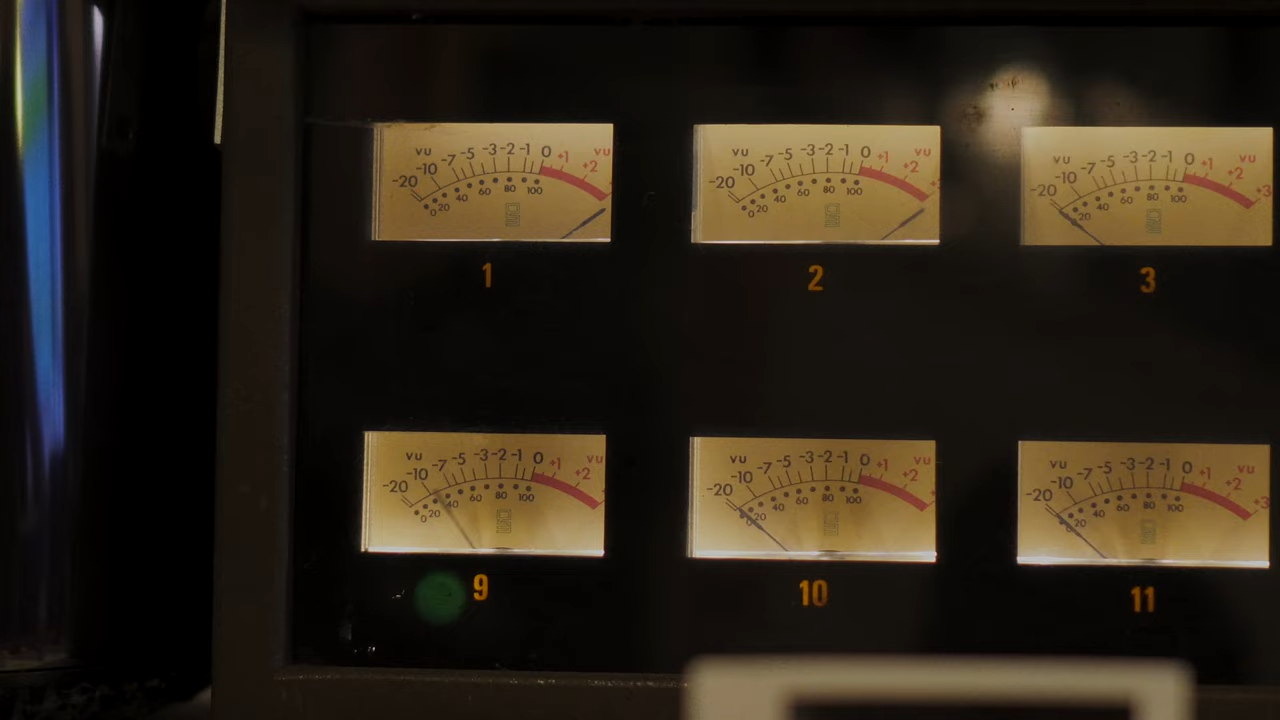 VU -20 -10 -7 -5 -3 -2 -1 0 +1 +2 VU
0 20 40 60 80 100
VU -20 -10 -7 -5 -3 -2 -1 0 +1 +2 VU
0 20 40 60 80 100
VU -20 -10 -7 -5 -3 -2 -1 0 +1 +2 +3 VU
20 40 60 80 100
1
2
3
VU -20 -10 -7 -5 -3 -2 -1 0 +1 +2 VU
0 20 40 60 80 100
VU -20 -10 -7 -5 -3 -2 -1 0 +1 +2 VU
20 40 60 80 100
VU -20 -10 -7 -5 -3 -2 -1 0 +1 +2 +3 VU
20 40 60 80 100
9
10
11